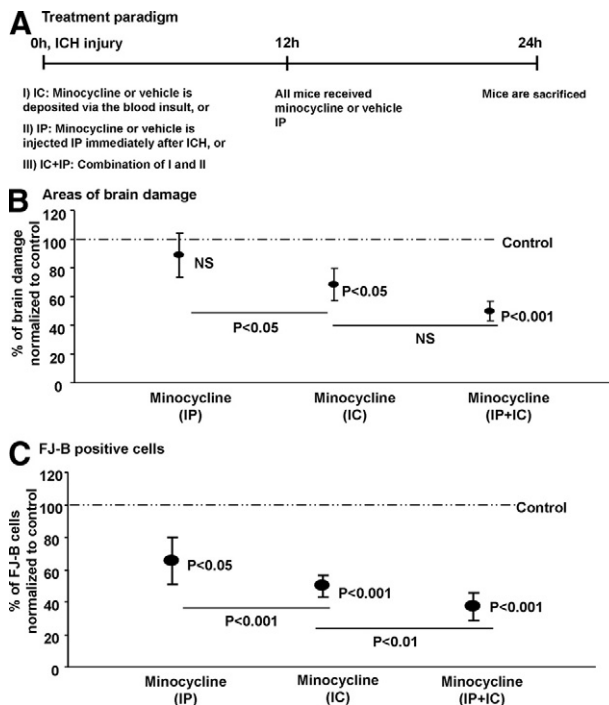 A Treatment paradigm
0h, ICH injury 12h 24h
I) IC: Minocycline or vehicle is
deposited via the blood insult, or
II) IP: Minocycline or vehicle is
injected IP immediately after ICH, or
III) IC+IP: Combination of I and II
All mice received
minocycline or vehicle
IP
Mice are sacrificed
B Areas of brain damage
% of brain damage
normalized to control
120
100
80
60
40
20
0
Control
NS
P<0.05
P<0.001
P<0.05
NS
Minocycline
(IP)
Minocycline
(IC)
Minocycline
(IP+IC)
C FJ-B positive cells
% of FJ-B cells
normalized to control
120
100
80
60
40
20
0
Control
P<0.05
P<0.001
P<0.001
P<0.001
P<0.01
Minocycline
(IP)
Minocycline
(IC)
Minocycline
(IP+IC)